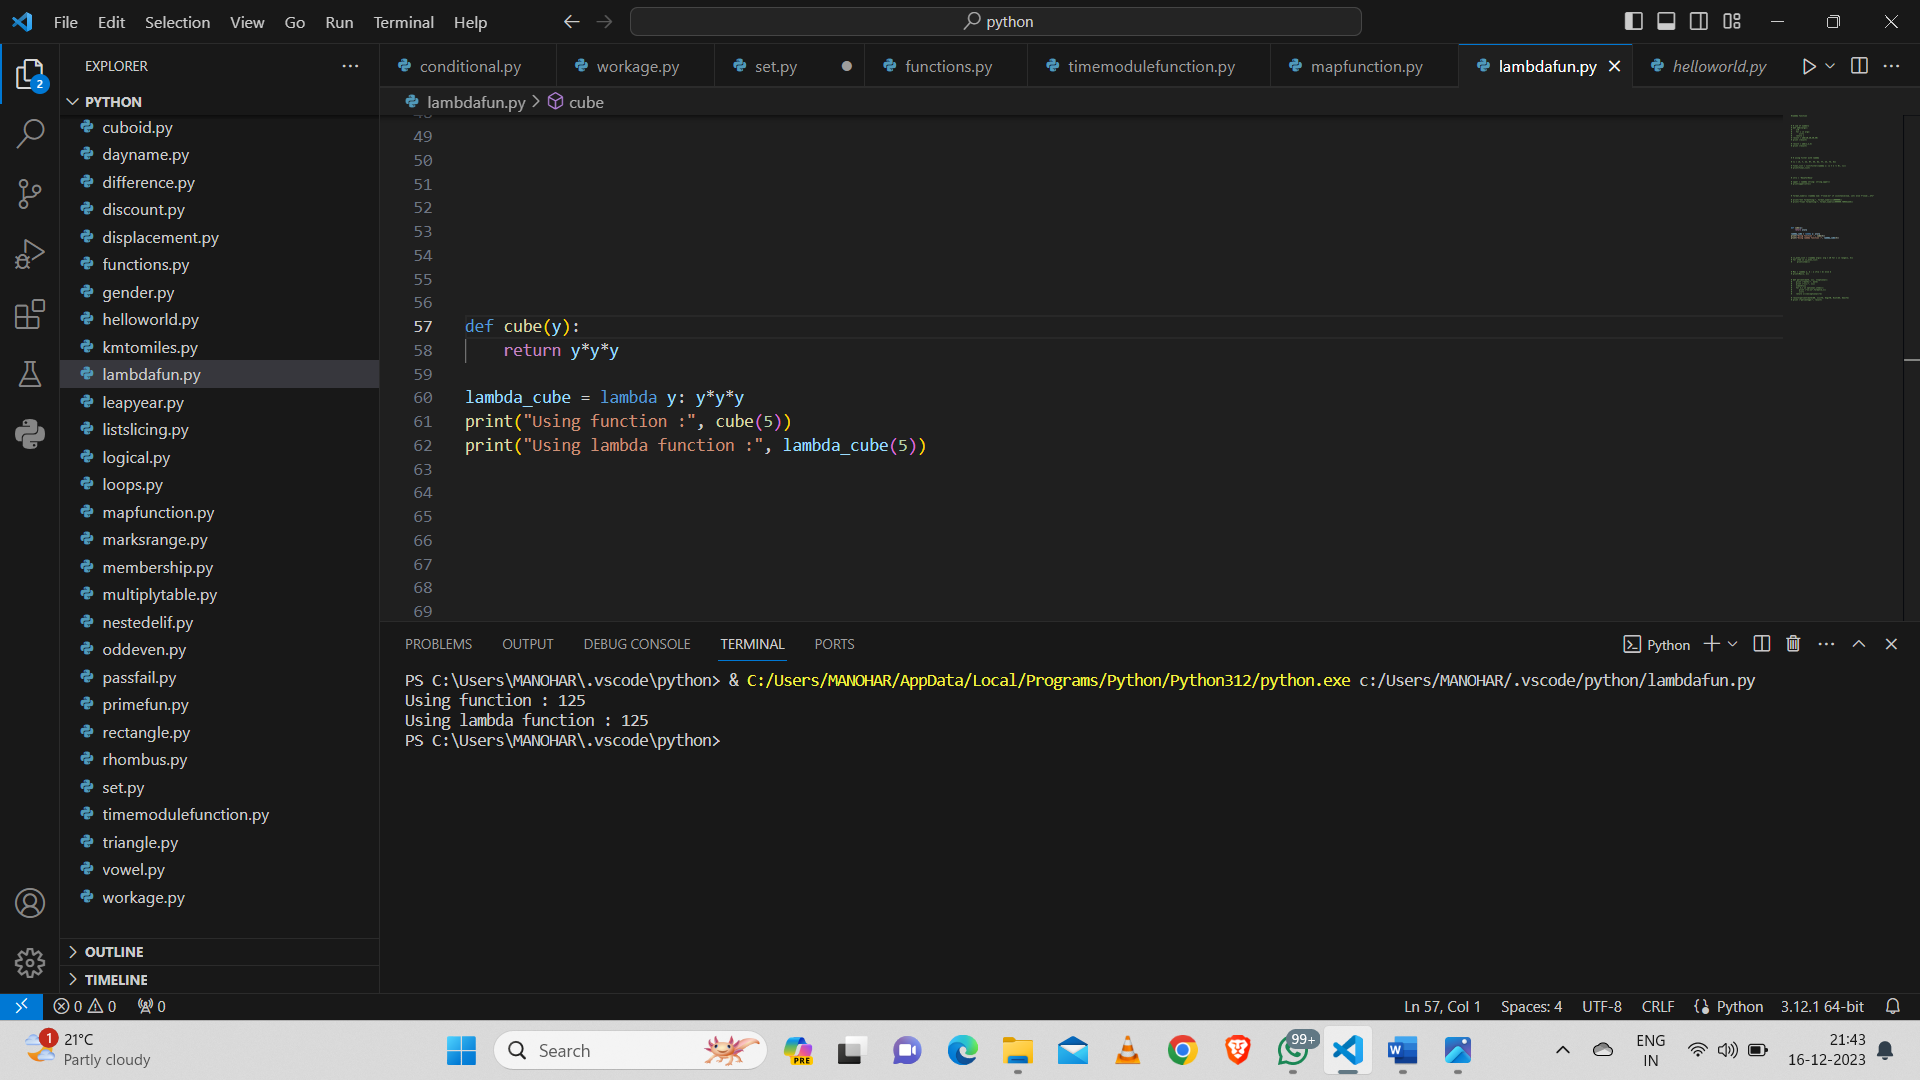 File Edit Selection View Go Run Terminal Help
python
EXPLORER
PYTHON
cuboid.py
dayname.py
difference.py
discount.py
displacement.py
functions.py
gender.py
helloworld.py
kmtomiles.py
lambdafun.py
leapyear.py
listslicing.py
logical.py
loops.py
mapfunction.py
marksrange.py
membership.py
multiplytable.py
nestedelif.py
oddeven.py
passfail.py
primefun.py
rectangle.py
rhombus.py
set.py
timemodulefunction.py
triangle.py
vowel.py
workage.py
OUTLINE
TIMELINE
2
conditional.py workage.py set.py functions.py timemodulefunction.py mapfunction.py lambdafun.py helloworld.py
lambdafun.py > cube
48
49
50
51
52
53
54
55
56
57 def cube(y):
58 return y*y*y
59
60 lambda_cube = lambda y: y*y*y
61 print("Using function :", cube(5))
62 print("Using lambda function :", lambda_cube(5))
63
64
65
66
67
68
69
PROBLEMS OUTPUT DEBUG CONSOLE TERMINAL PORTS
Python
PS C:\Users\MANOHAR\.vscode\python> & C:/Users/MANOHAR/AppData/Local/Programs/Python/Python312/python.exe c:/Users/MANOHAR/.vscode/python/lambdafun.py
Using function : 125
Using lambda function : 125
PS C:\Users\MANOHAR\.vscode\python>
0 0 0
Ln 57, Col 1 Spaces: 4 UTF-8 CRLF Python 3.12.1 64-bit
1
21°C
Partly cloudy
Search
PRE
99+
ENG
IN
21:43
16-12-2023